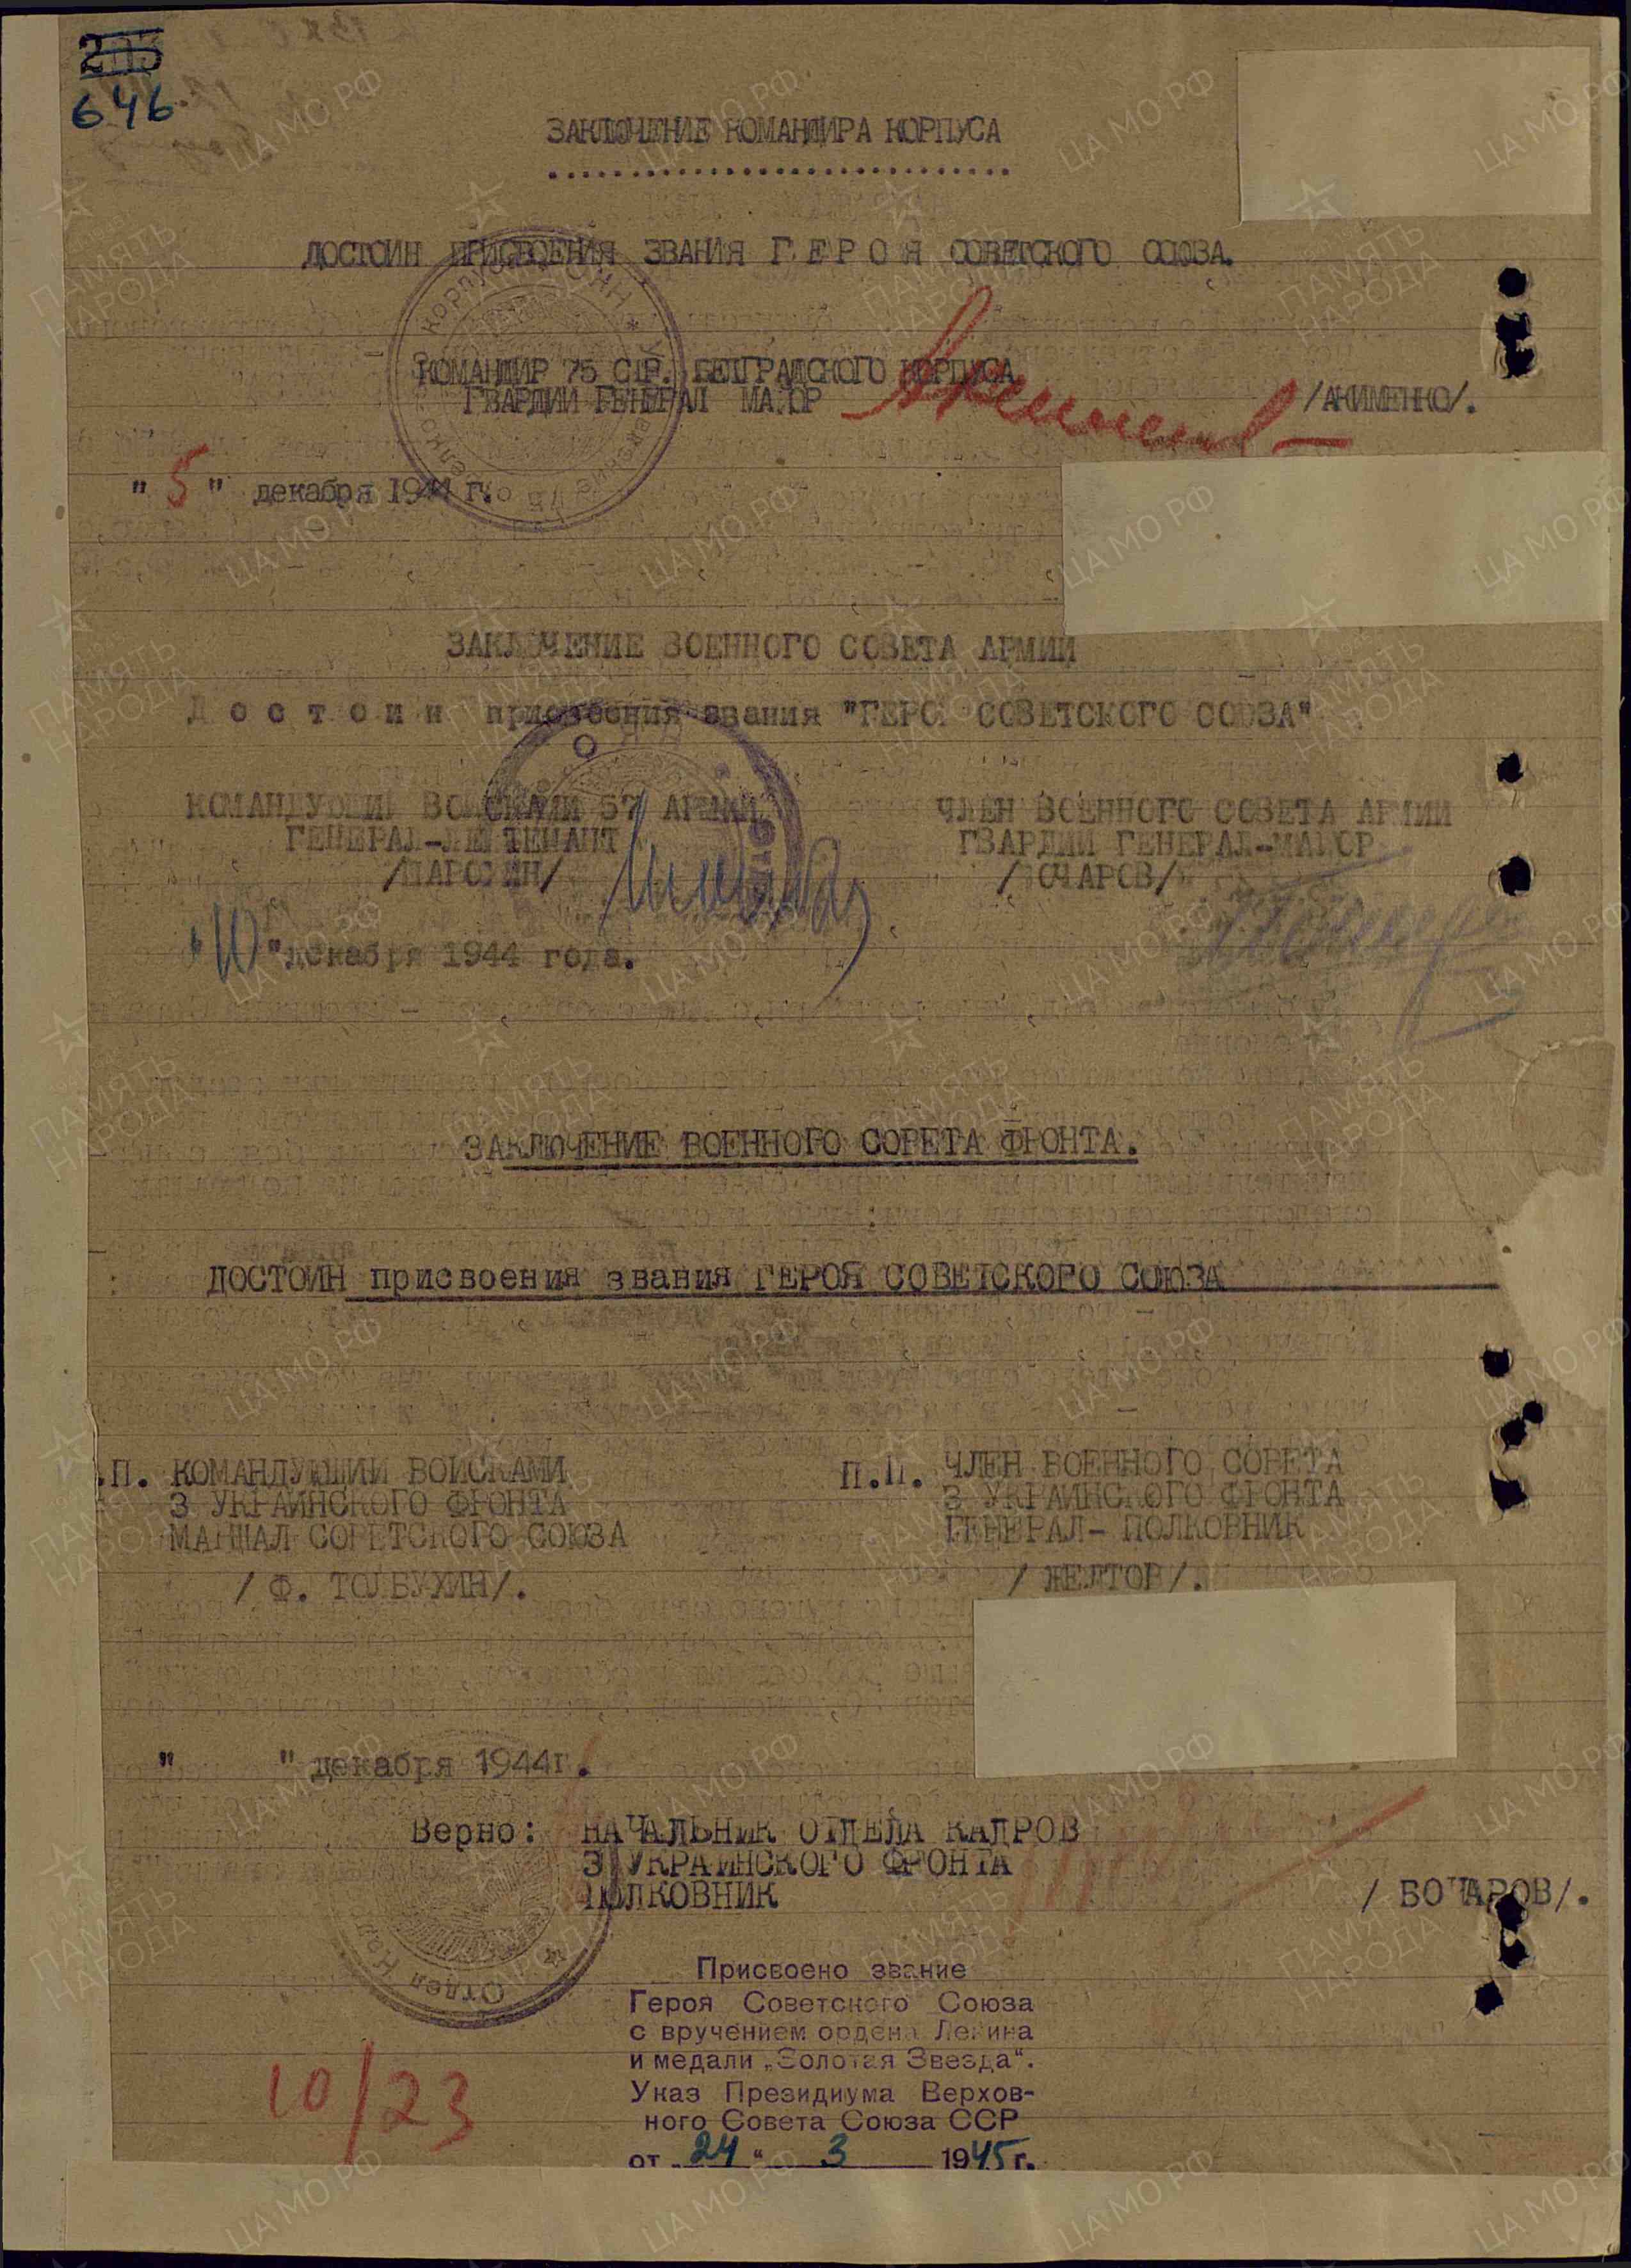 646
ЗАКЛЮЧЕНИЕ КОМАНДИРА КОРПУСА
ДОСТОИН ПРИСВОЕНИЯ ЗВАНИЯ ГЕРОЯ СОВЕТСКОГО СОЮЗА.
КОМАНДИР 75 СТР. БЕЛГРАДСКОГО КОРПУСА
ГВАРДИИ ГЕНЕРАЛ МАЙОР
/АКИМЕНКО/.
"5" декабря 1944 г.
ЗАКЛЮЧЕНИЕ ВОЕННОГО СОВЕТА АРМИИ
Достоин присвоения звания "ГЕРОЙ СОВЕТСКОГО СОЮЗА"
КОМАНДУЮЩИЙ ВОЙСКАМИ 57 АРМИИ
ГЕНЕРАЛ-ЛЕЙТЕНАНТ
/ШАРОХИН/
ЧЛЕН ВОЕННОГО СОВЕТА АРМИИ
ГВАРДИИ ГЕНЕРАЛ-МАЙОР
/БОЧАРОВ/
"10" декабря 1944 года.
ЗАКЛЮЧЕНИЕ ВОЕННОГО СОВЕТА ФРОНТА.
ДОСТОИН присвоения звания ГЕРОЯ СОВЕТСКОГО СОЮЗА
.П. КОМАНДУЮЩИЙ ВОЙСКАМИ
3 УКРАИНСКОГО ФРОНТА
МАРШАЛ СОВЕТСКОГО СОЮЗА
/ Ф. ТОЛБУХИН/.
П.П. ЧЛЕН ВОЕННОГО СОВЕТА
3 УКРАИНСКОГО ФРОНТА
ГЕНЕРАЛ- ПОЛКОВНИК
/ ЖЕЛТОВ/.
" " декабря 1944г.
Верно: НАЧАЛЬНИК ОТДЕЛА КАДРОВ
3 УКРАИНСКОГО ФРОНТА
ПОЛКОВНИК
/ БОЧАРОВ/.
Присвоено звание
Героя Советского Союза
с вручением ордена Ленина
и медали „Золотая Звезда“.
Указ Президиума Верхов-
ного Совета Союза ССР
от „24“ 3 1945 г.
10/23